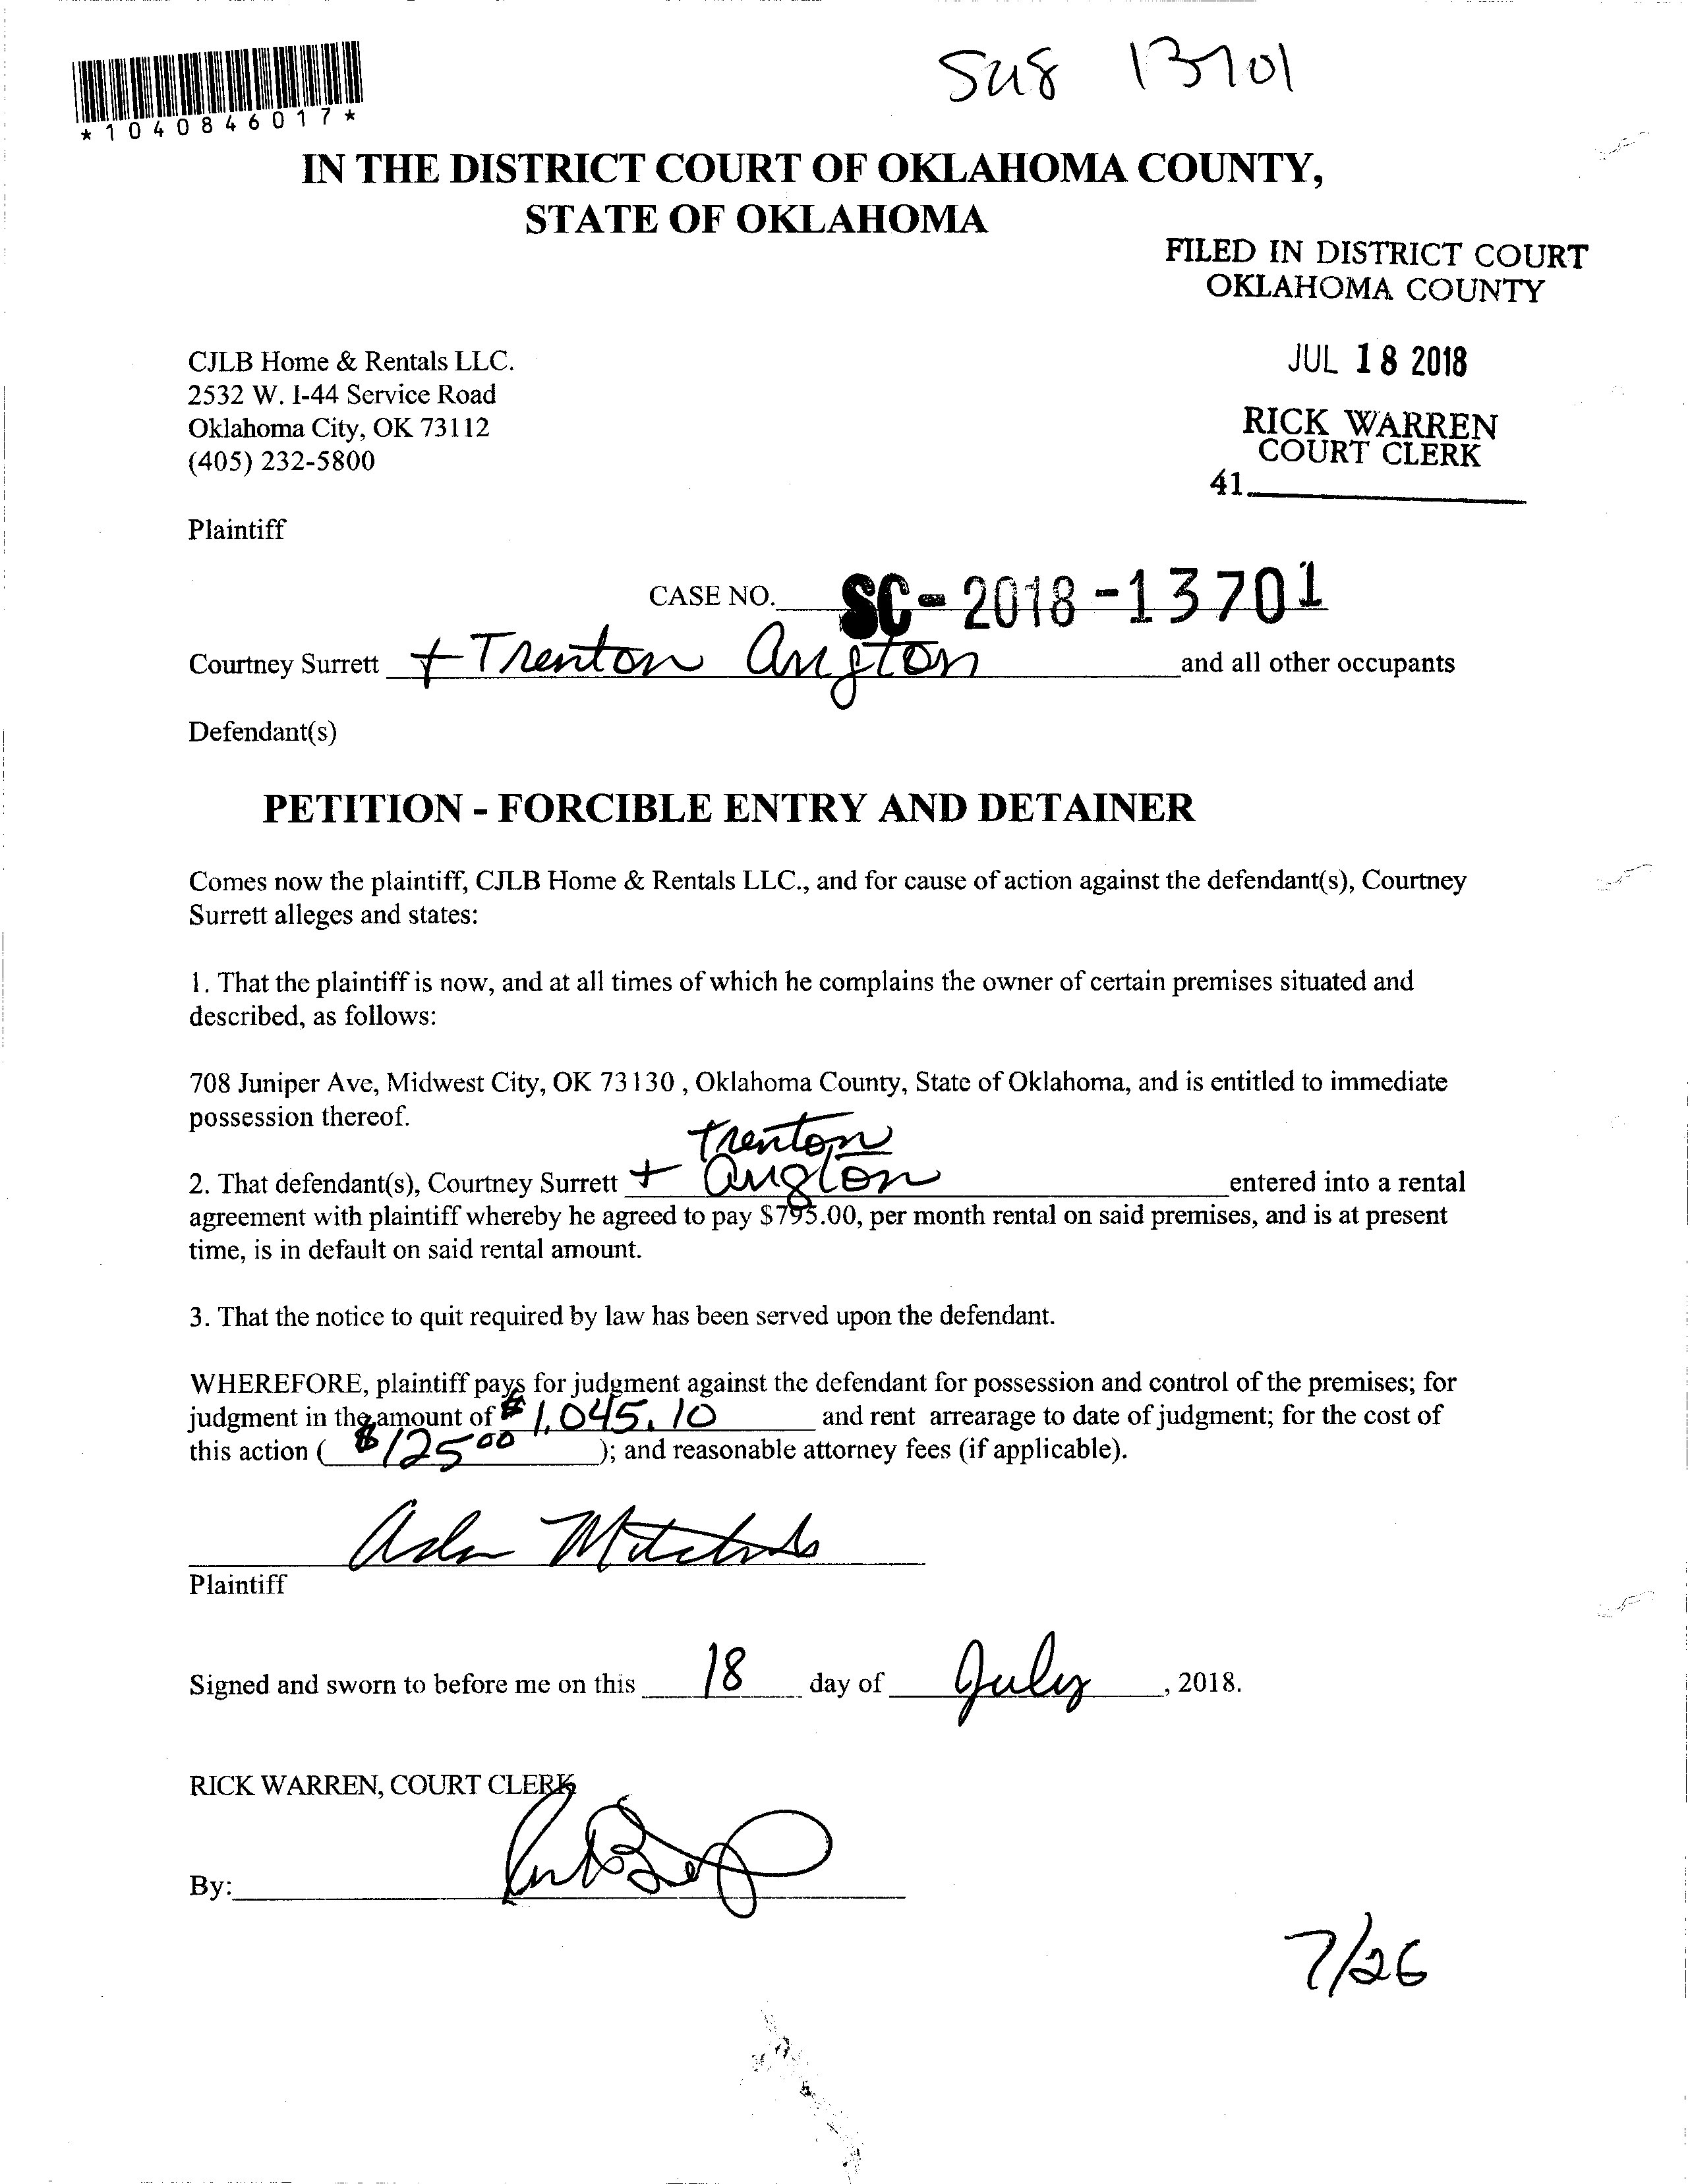 13701
*1040846017*
IN THE DISTRICT COURT OF OKLAHOMA COUNTY,
STATE OF OKLAHOMA
FILED IN DISTRICT COURT
OKLAHOMA COUNTY
JUL 18 2018
RICK WARREN
COURT CLERK
41
CJLB Home & Rentals LLC.
2532 W. I-44 Service Road
Oklahoma City, OK 73112
(405) 232-5800
Plaintiff
CASE NO. SC-2018-13701
Courtney Surrett + Trenton and all other occupants
Defendant(s)
PETITION - FORCIBLE ENTRY AND DETAINER
Comes now the plaintiff, CJLB Home & Rentals LLC., and for cause of action against the defendant(s), Courtney
Surrett alleges and states:
1. That the plaintiff is now, and at all times of which he complains the owner of certain premises situated and
described, as follows:
708 Juniper Ave, Midwest City, OK 73130 , Oklahoma County, State of Oklahoma, and is entitled to immediate
possession thereof.
Trenton
2. That defendant(s), Courtney Surrett + entered into a rental
agreement with plaintiff whereby he agreed to pay $795.00, per month rental on said premises, and is at present
time, is in default on said rental amount.
3. That the notice to quit required by law has been served upon the defendant.
WHEREFORE, plaintiff pays for judgment against the defendant for possession and control of the premises; for
judgment in the amount of $1,045.10 and rent arrearage to date of judgment; for the cost of
this action ( $125 00 ); and reasonable attorney fees (if applicable).
Plaintiff
Signed and sworn to before me on this 18 day of July , 2018.
RICK WARREN, COURT CLERK
By:
7/26